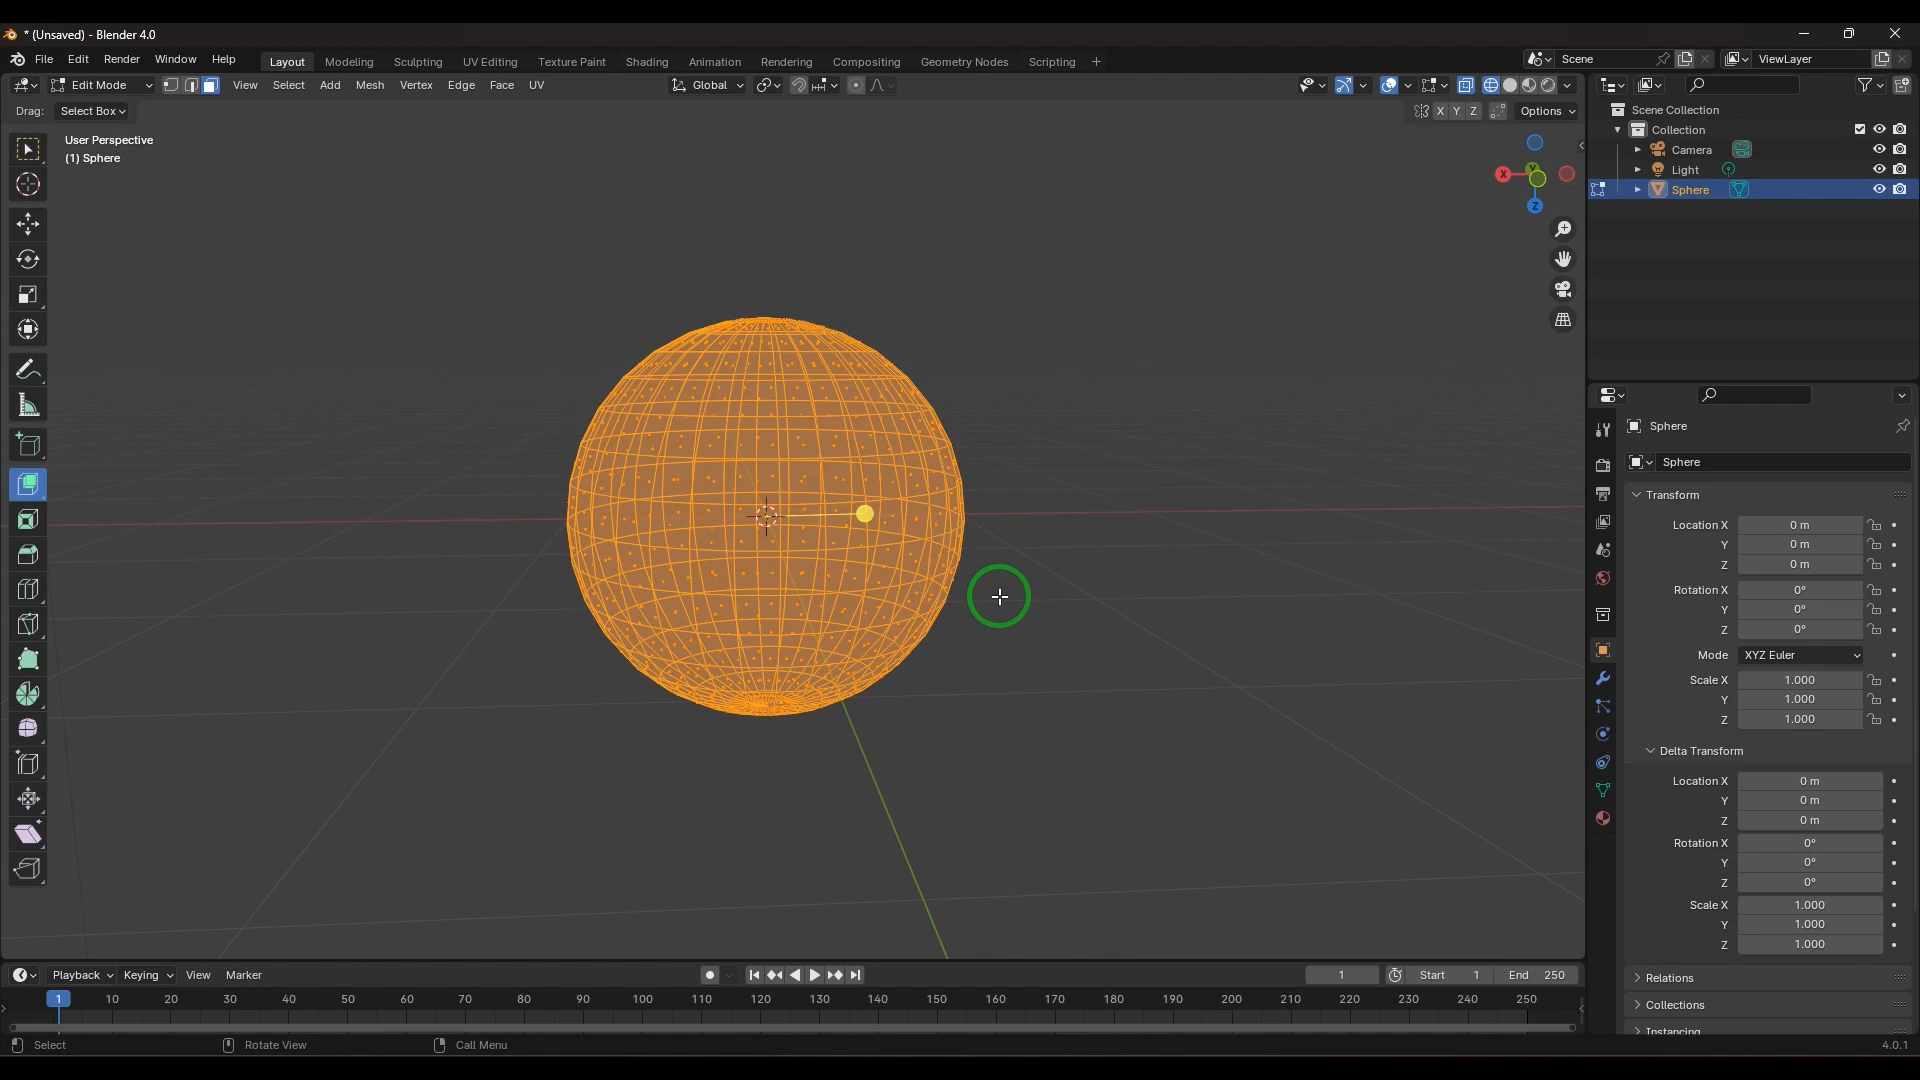 * (Unsaved) - Blender 4.0
File Edit Render Window Help Layout Modeling Sculpting UV Editing Texture Paint Shading Animation Rendering Compositing Geometry Nodes Scripting + Scene ViewLayer
Edit Mode View Select Add Mesh Vertex Edge Face UV Global
Drag: Select Box X Y Z Options
User Perspective
(1) Sphere
X
Y
Z
Scene Collection
Collection
Camera
Light
Sphere
Sphere
Sphere
Transform
Location X 0 m
Y 0 m
Z 0 m
Rotation X 0°
Y 0°
Z 0°
Mode XYZ Euler
Scale X 1.000
Y 1.000
Z 1.000
Delta Transform
Location X 0 m
Y 0 m
Z 0 m
Rotation X 0°
Y 0°
Z 0°
Scale X 1.000
Y 1.000
Z 1.000
Relations
Collections
Instancing
Playback Keying View Marker 1 Start 1 End 250
1 10 20 30 40 50 60 70 80 90 100 110 120 130 140 150 160 170 180 190 200 210 220 230 240 250
Select Rotate View Call Menu 4.0.1